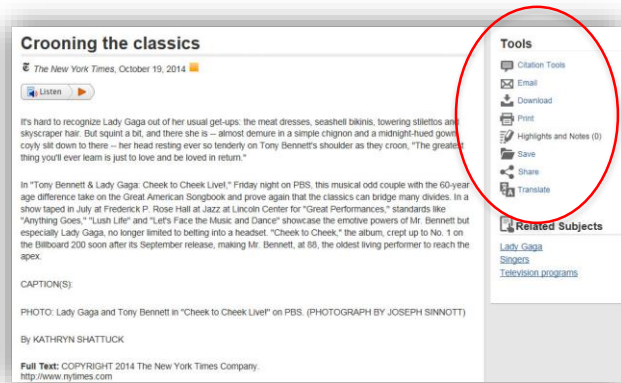 Crooning the classics
The New York Times, October 19, 2014
Listen
It's hard to recognize Lady Gaga out of her usual get-ups: the meat dresses, seashell bikinis, towering stilettos and
skyscraper hair. But squint a bit, and there she is -- almost demure in a simple chignon and a midnight-hued gown
coyly slit down to there -- her head resting ever so tenderly on Tony Bennett's shoulder as they croon, "The greatest
thing you'll ever learn is just to love and be loved in return."
In "Tony Bennett & Lady Gaga: Cheek to Cheek Live!," Friday night on PBS, this musical odd couple with the 60-year
age difference take on the Great American Songbook and prove again that the classics can bridge many divides. In a
show taped in July at Frederick P. Rose Hall at Jazz at Lincoln Center for "Great Performances," standards like
"Anything Goes," "Lush Life" and "Let's Face the Music and Dance" showcase the emotive powers of Mr. Bennett but
especially Lady Gaga, no longer limited to belting into a headset. "Cheek to Cheek," the album, crept up to No. 1 on
the Billboard 200 soon after its September release, making Mr. Bennett, at 88, the oldest living performer to reach the
apex.
CAPTION(S):
PHOTO: Lady Gaga and Tony Bennett in "Cheek to Cheek Live!" on PBS. (PHOTOGRAPH BY JOSEPH SINNOTT)
By KATHRYN SHATTUCK
Full Text: COPYRIGHT 2014 The New York Times Company.
http://www.nytimes.com
Tools
Citation Tools
Email
Download
Print
Highlights and Notes (0)
Save
Share
Translate
Related Subjects
Lady Gaga
Singers
Television programs